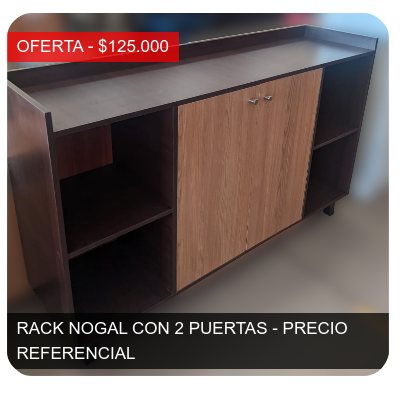 OFERTA - $125.000
RACK NOGAL CON 2 PUERTAS - PRECIO
REFERENCIAL